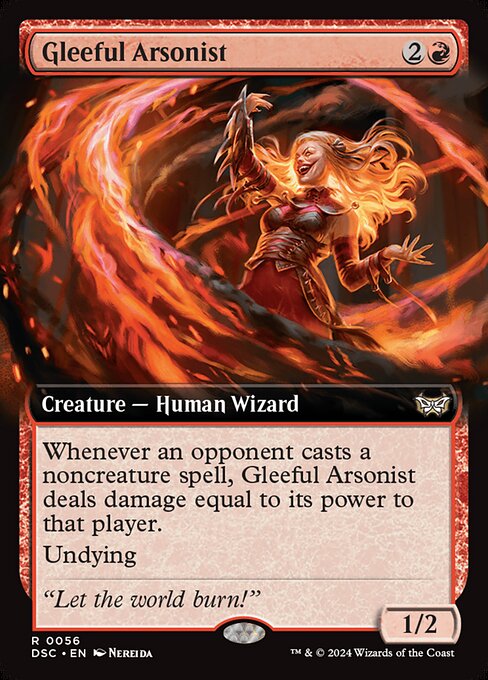 Gleeful Arsonist 2
Creature — Human Wizard
Whenever an opponent casts a
noncreature spell, Gleeful Arsonist
deals damage equal to its power to
that player.
Undying
“Let the world burn!”
1/2
R 0056
DSC • EN NEREIDA
™ & © 2024 Wizards of the Coast